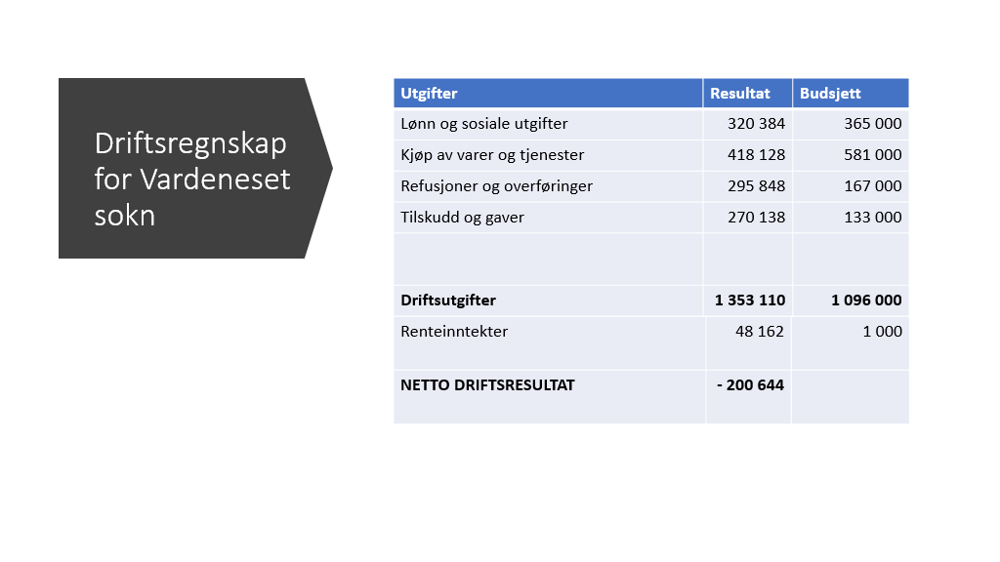 Driftsregnskap
for Vardeneset
sokn
Utgifter Resultat Budsjett
Lønn og sosiale utgifter 320 384 365 000
Kjøp av varer og tjenester 418 128 581 000
Refusjoner og overføringer 295 848 167 000
Tilskudd og gaver 270 138 133 000
Driftsutgifter 1 353 110 1 096 000
Renteinntekter 48 162 1 000
NETTO DRIFTSRESULTAT - 200 644